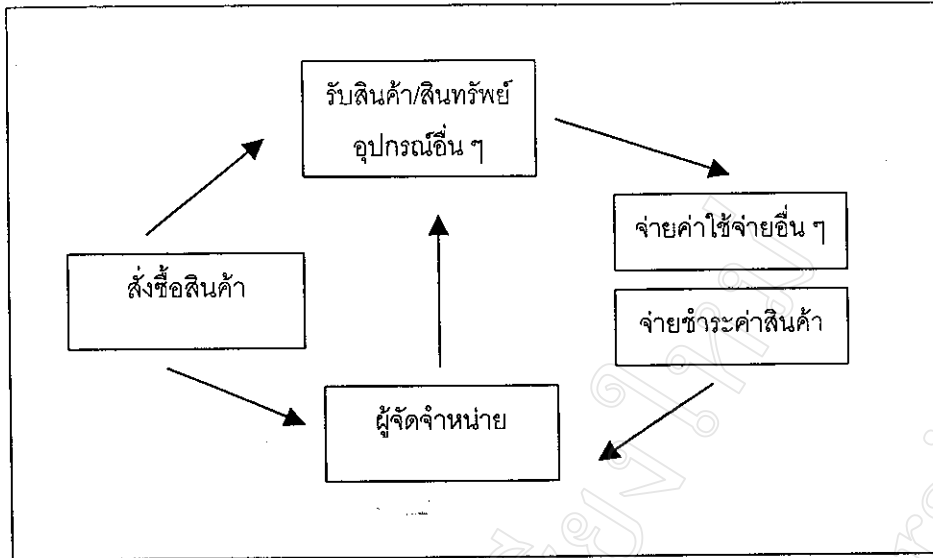 รับสินค้า/สินทรัพย์
อุปกรณ์อื่น ๆ
จ่ายค่าใช้จ่ายอื่น ๆ
สั่งซื้อสินค้า
จ่ายชำระค่าสินค้า
ผู้จัดจำหน่าย